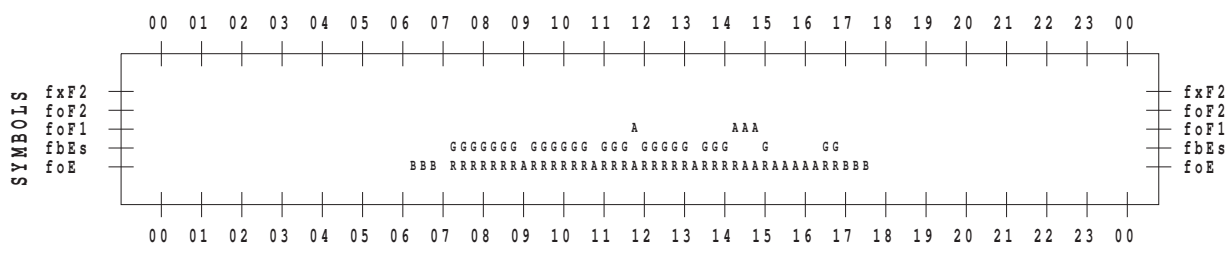 00 01 02 03 04 05 06 07 08 09 10 11 12 13 14 15 16 17 18 19 20 21 22 23 00
SYMBOLS
fxF2 fxF2
foF2 foF2
foF1 A AAA foF1
fbEs GGGGGGG GGGGGG GGG GGGGG GGG G GG fbEs
foE BBB RRRRRRRARRRRRRARRRARRRRRARRRRAARAAAAARRBBB foE
00 01 02 03 04 05 06 07 08 09 10 11 12 13 14 15 16 17 18 19 20 21 22 23 00